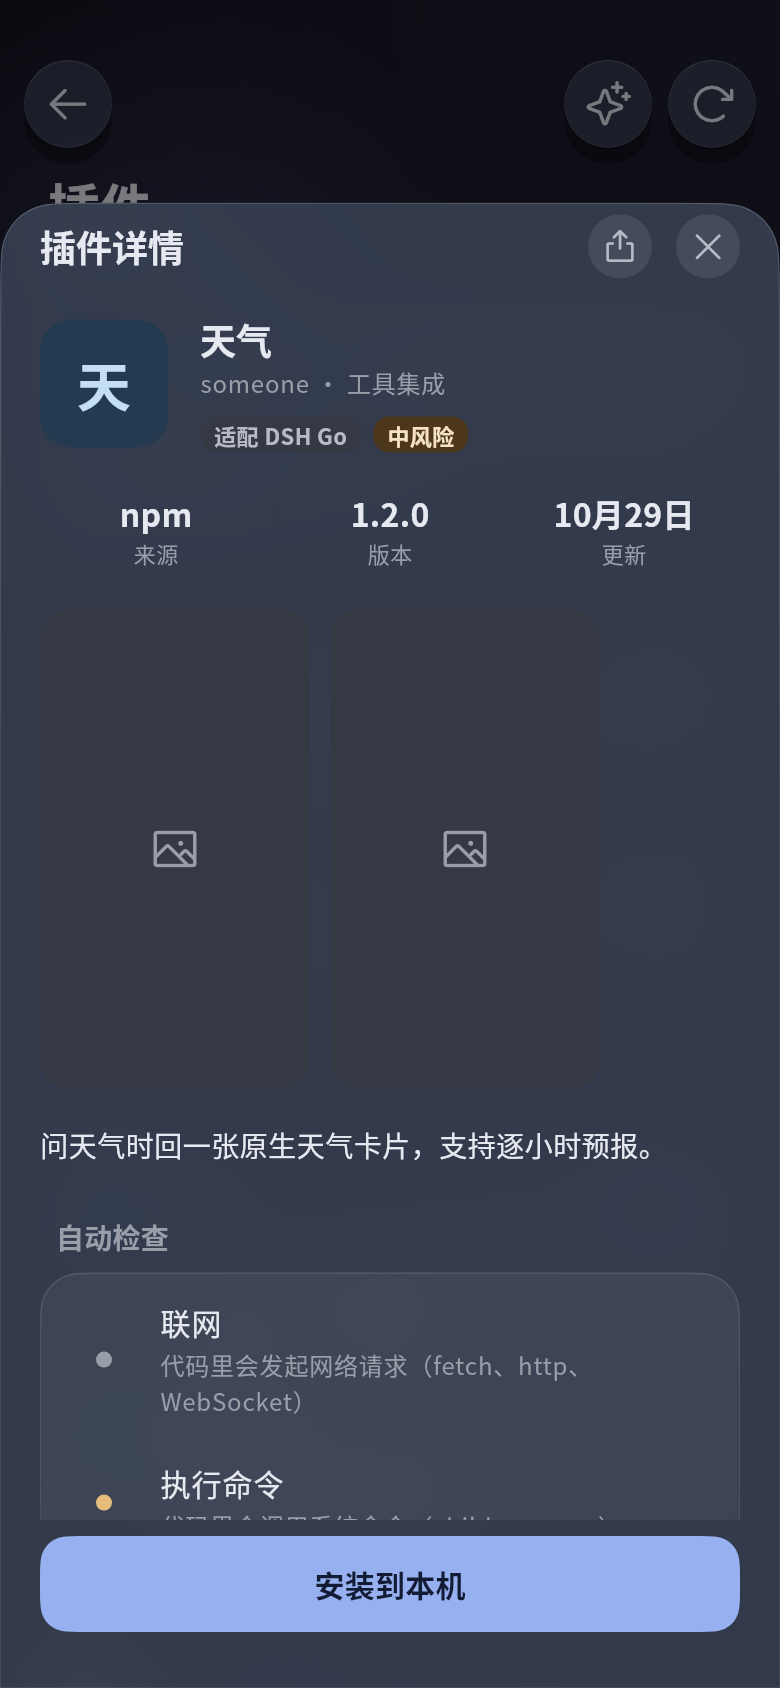 插件
插件详情
天
天气
someone · 工具集成
适配 DSH Go
中风险
npm
1.2.0
10月29日
来源
版本
更新
问天气时回一张原生天气卡片，支持逐小时预报。
自动检查
联网
代码里会发起网络请求（fetch、http、
WebSocket）
执行命令
安装到本机